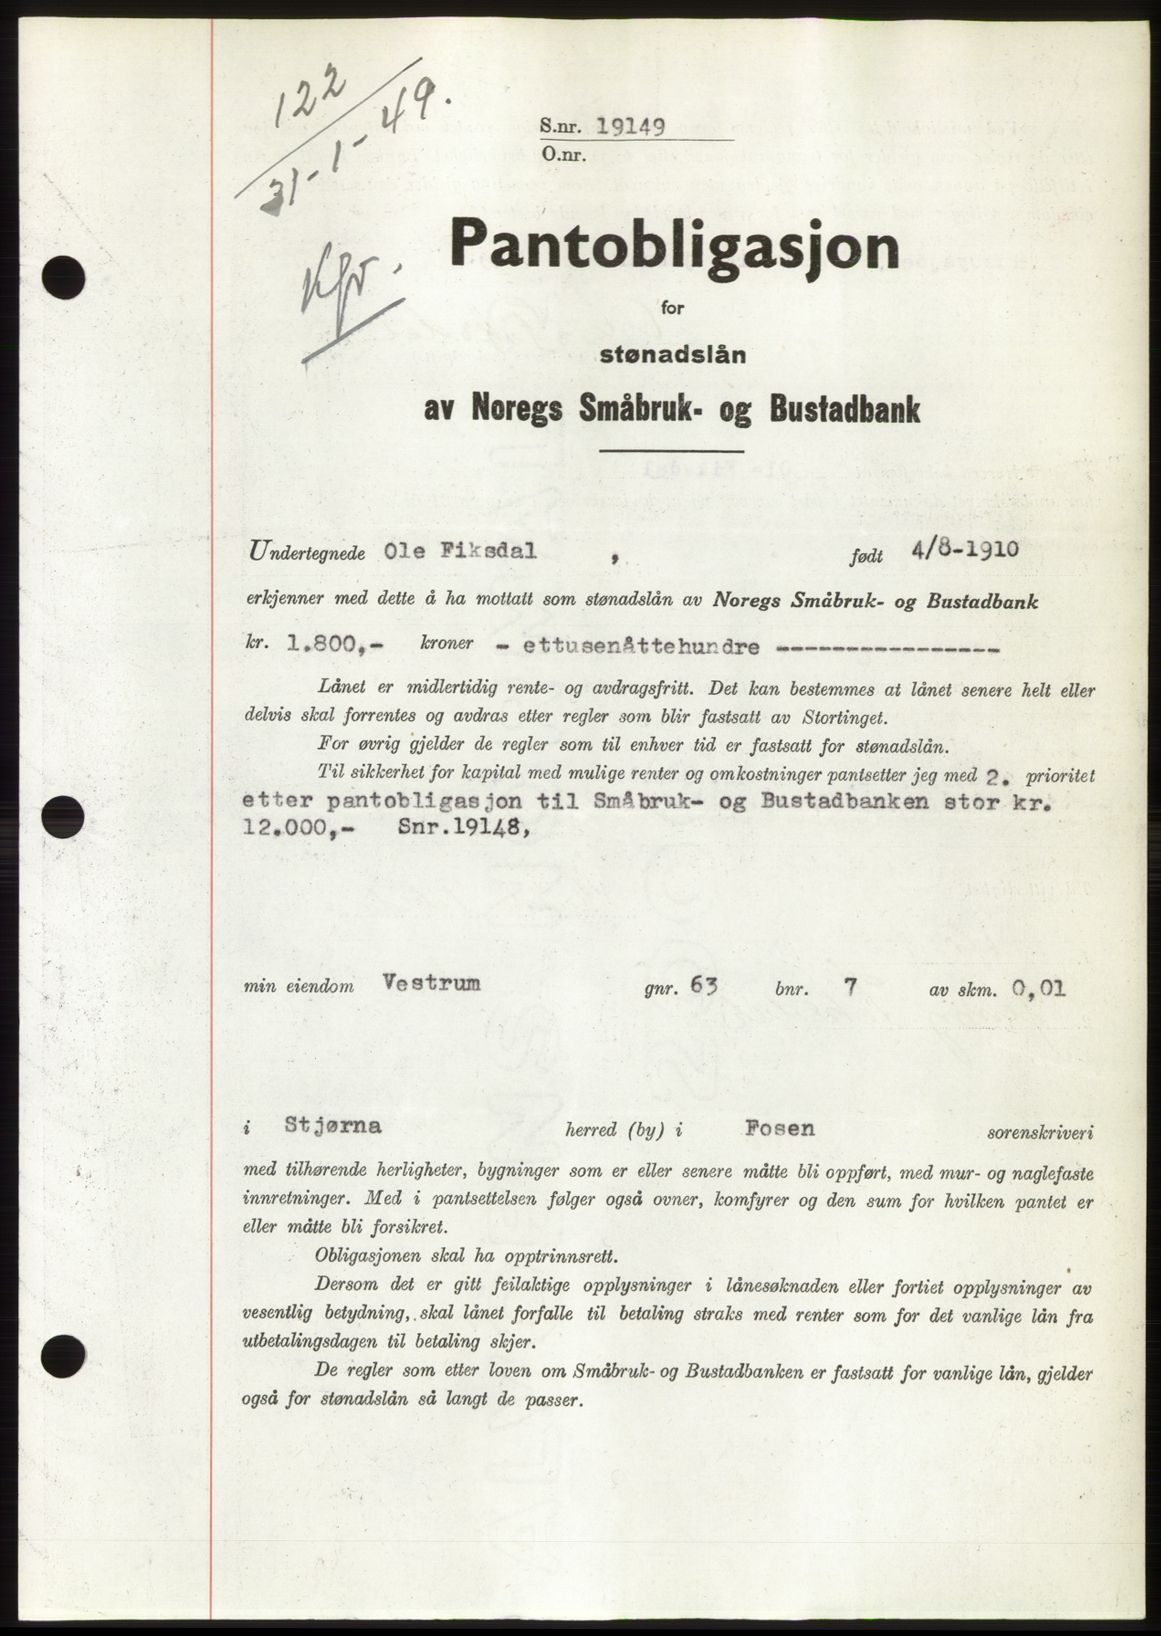 122
31-1-49.
Kfr.
S.nr. 19149
O.nr.
Pantobligasjon
for
stønadslån
av Noregs Småbruk- og Bustadbank
Undertegnede Ole Fiksdal , født 4/8-1910
erkjenner med dette å ha mottatt som stønadslån av Noregs Småbruk- og Bustadbank
kr. 1.800,- kroner - ettusenåttehundre ----------------
Lånet er midlertidig rente- og avdragsfritt. Det kan bestemmes at lånet senere helt eller
delvis skal forrentes og avdras etter regler som blir fastsatt av Stortinget.
For øvrig gjelder de regler som til enhver tid er fastsatt for stønadslån.
Til sikkerhet for kapital med mulige renter og omkostninger pantsetter jeg med 2. prioritet
etter pantobligasjon til Småbruk- og Bustadbanken stor kr.
12.000,- Snr.19148,
min eiendom Vestrum gnr. 63 bnr. 7 av skm. 0,01
i Stjørna herred (by) i Fosen sorenskriveri
med tilhørende herligheter, bygninger som er eller senere måtte bli oppført, med mur- og naglefaste
innretninger. Med i pantsettelsen følger også ovner, komfyrer og den sum for hvilken pantet er
eller måtte bli forsikret.
Obligasjonen skal ha opptrinnsrett.
Dersom det er gitt feilaktige opplysninger i lånesøknaden eller fortiet opplysninger av
vesentlig betydning, skal lånet forfalle til betaling straks med renter som for det vanlige lån fra
utbetalingsdagen til betaling skjer.
De regler som etter loven om Småbruk- og Bustadbanken er fastsatt for vanlige lån, gjelder
også for stønadslån så langt de passer.